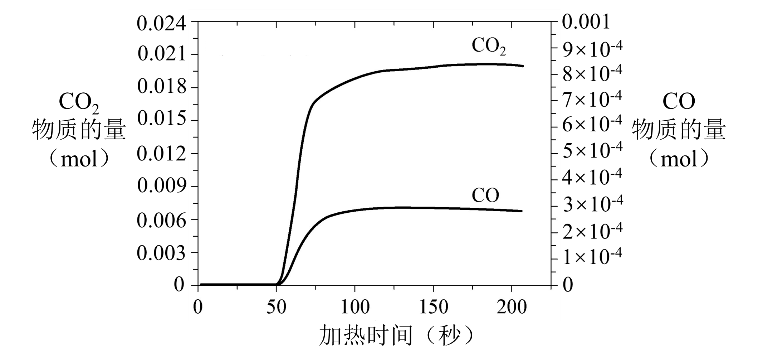 0.024
0.021
0.018
0.015
0.012
0.009
0.006
0.003
0
CO₂
物质的量
（mol）
CO₂
CO
0.001
9×10⁻⁴
8×10⁻⁴
7×10⁻⁴
6×10⁻⁴
5×10⁻⁴
4×10⁻⁴
3×10⁻⁴
2×10⁻⁴
1×10⁻⁴
0
CO
物质的量
（mol）
0 50 100 150 200
加热时间（秒）